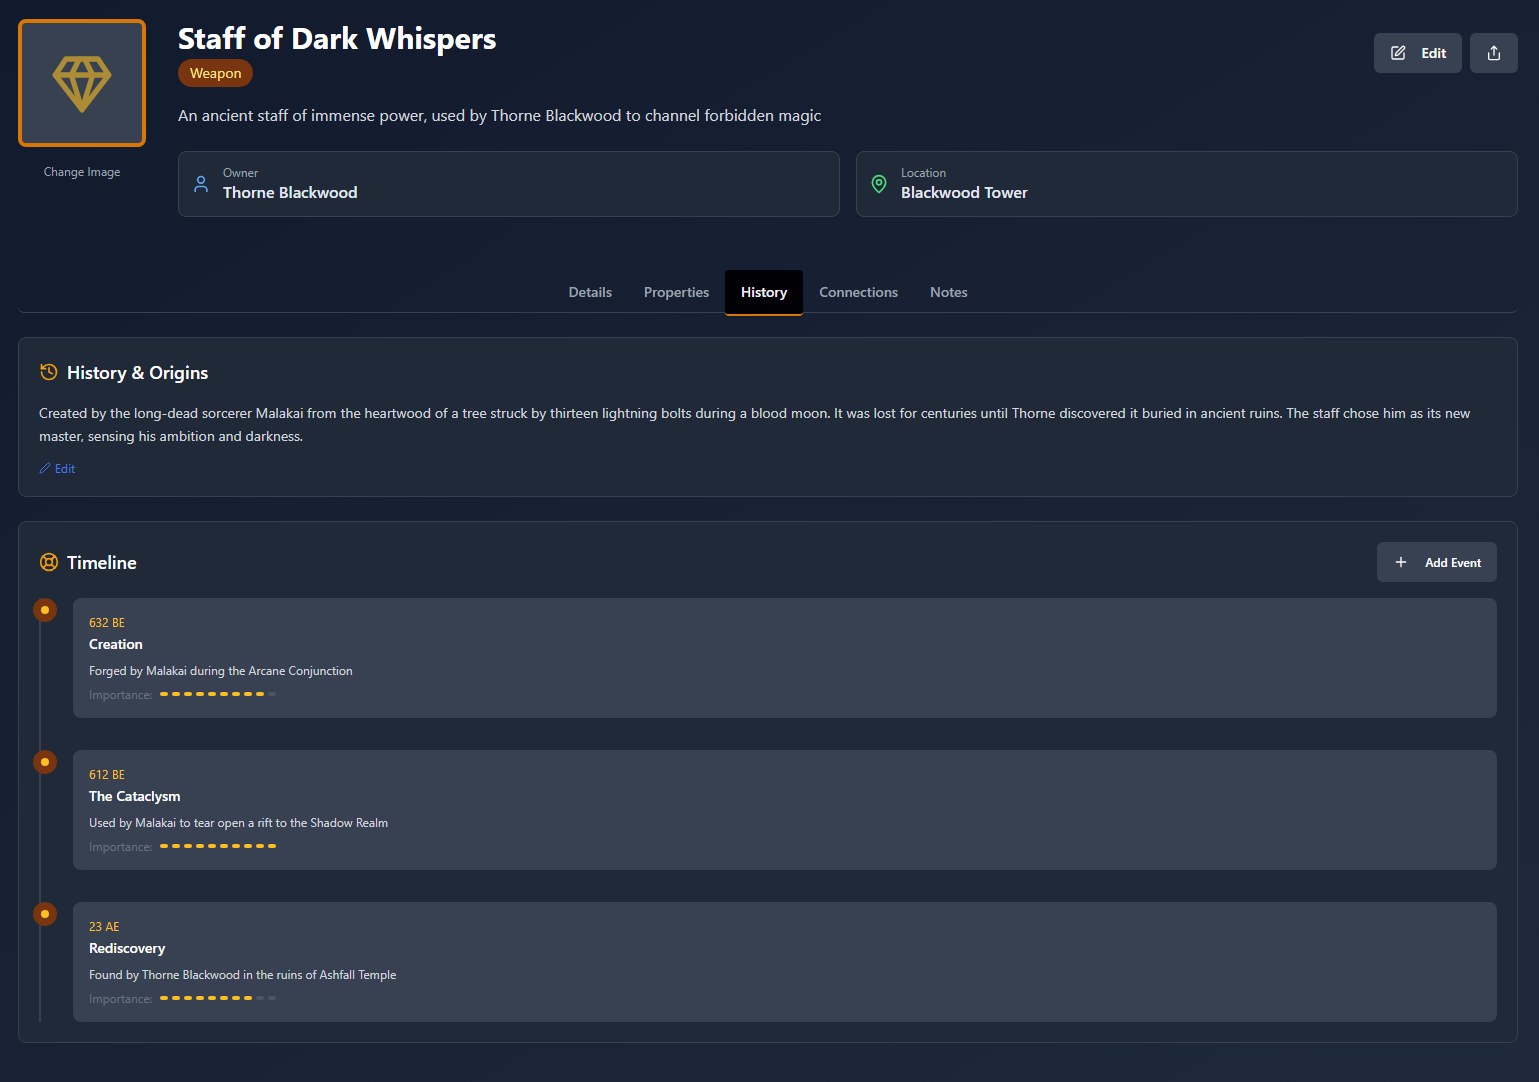 Staff of Dark Whispers
Weapon
Edit
An ancient staff of immense power, used by Thorne Blackwood to channel forbidden magic
Change Image
Owner
Thorne Blackwood
Location
Blackwood Tower
Details
Properties
History
Connections
Notes
History & Origins
Created by the long-dead sorcerer Malakai from the heartwood of a tree struck by thirteen lightning bolts during a blood moon. It was lost for centuries until Thorne discovered it buried in ancient ruins. The staff chose him as its new
master, sensing his ambition and darkness.
Edit
Timeline
Add Event
632 BE
Creation
Forged by Malakai during the Arcane Conjunction
Importance:
612 BE
The Cataclysm
Used by Malakai to tear open a rift to the Shadow Realm
Importance:
23 AE
Rediscovery
Found by Thorne Blackwood in the ruins of Ashfall Temple
Importance: